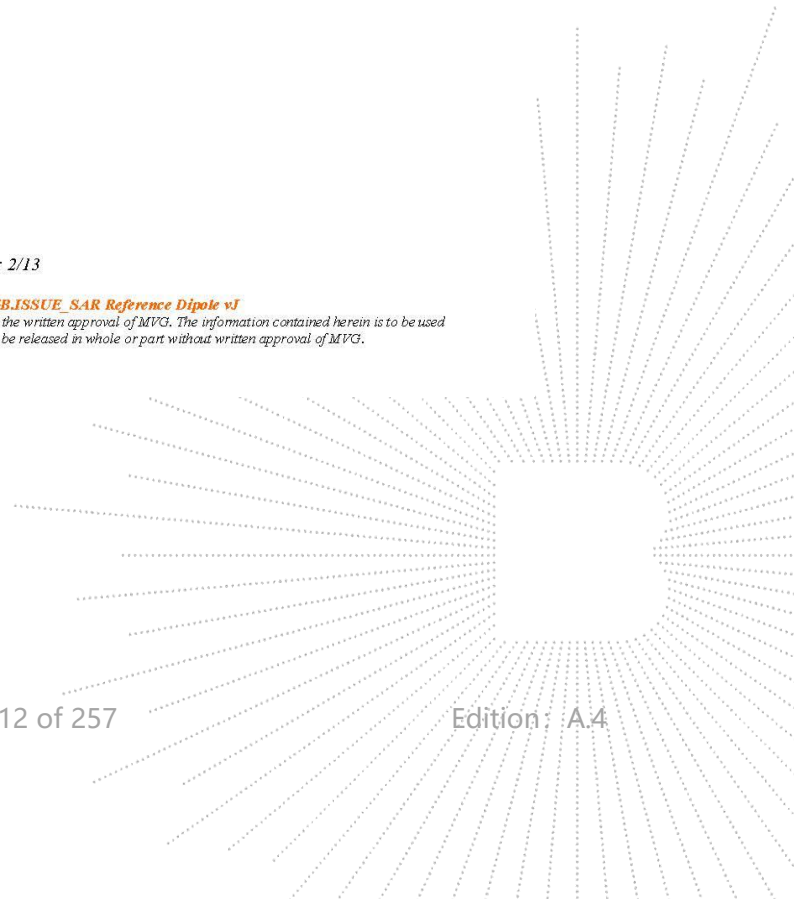 : 2/13
B.ISSUE_SAR Reference Dipole vJ
the written approval of MVG. The information contained herein is to be used
be released in whole or part without written approval of MVG.
12 of 257
Edition: A.4